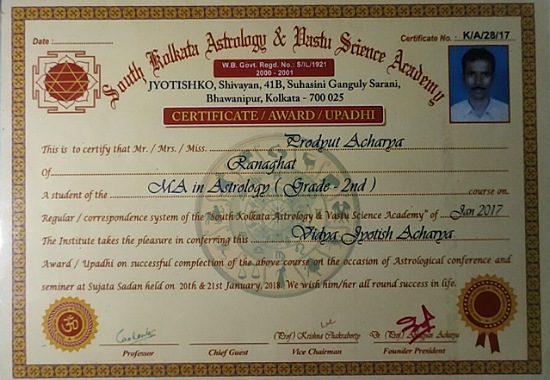 South Kolkata Astrology & Vastu Science Academy
Date : Certificate No. : K/A/28/17
W.B. Govt. Regd. No.: S/IL/1921
2000 - 2001
JYOTISHKO, Shivayan, 41B, Suhasini Ganguly Sarani,
Bhawanipur, Kolkata - 700 025
CERTIFICATE / AWARD / UPADHI
This is to certify that Mr. / Mrs. / Miss. Prodyut Acharya
Of Ranaghat
A student of the MA in Astrology ( Grade - 2nd ) course on
Regular / correspondence system of the "South Kolkata Astrology & Vastu Science Academy" of Jan 2017
The Institute takes the pleasure in conferring this Vidya Jyotish Acharya
Award / Upadhi on successful complection of the above course on the occasion of Astrological conference and
seminer at Sujata Sadan held on 20th & 21st January, 2018. We wish him/her all round success in life.
(Prof) Krishna Chakraborty Dr (Prof) Acharya
Professor Chief Guest Vice Chairman Founder President